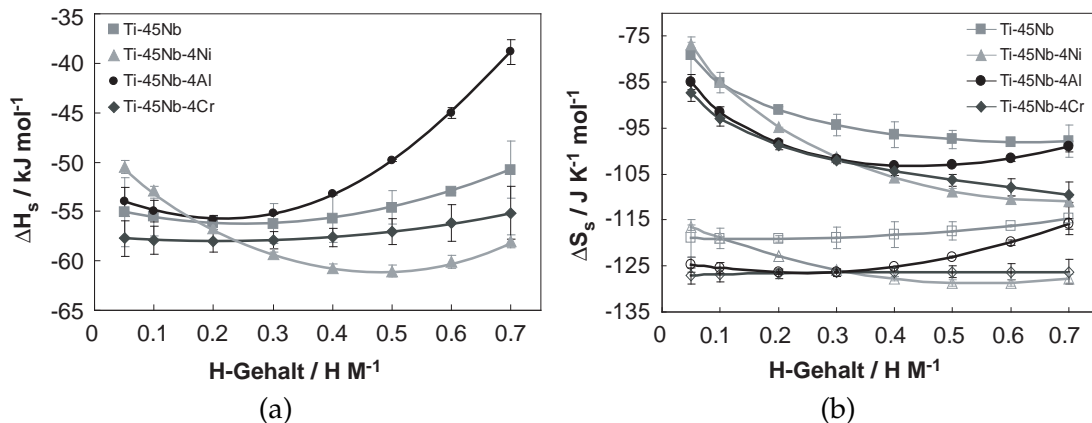 -35
-40
-45
-50
-55
-60
-65
ΔHₛ / kJ mol⁻¹
Ti-45Nb
Ti-45Nb-4Ni
Ti-45Nb-4Al
Ti-45Nb-4Cr
0 0.1 0.2 0.3 0.4 0.5 0.6 0.7
H-Gehalt / H M⁻¹
(a)
-75
-85
-95
-105
-115
-125
-135
ΔSₛ / J K⁻¹ mol⁻¹
Ti-45Nb
Ti-45Nb-4Ni
Ti-45Nb-4Al
Ti-45Nb-4Cr
0 0.1 0.2 0.3 0.4 0.5 0.6 0.7
H-Gehalt / H M⁻¹
(b)